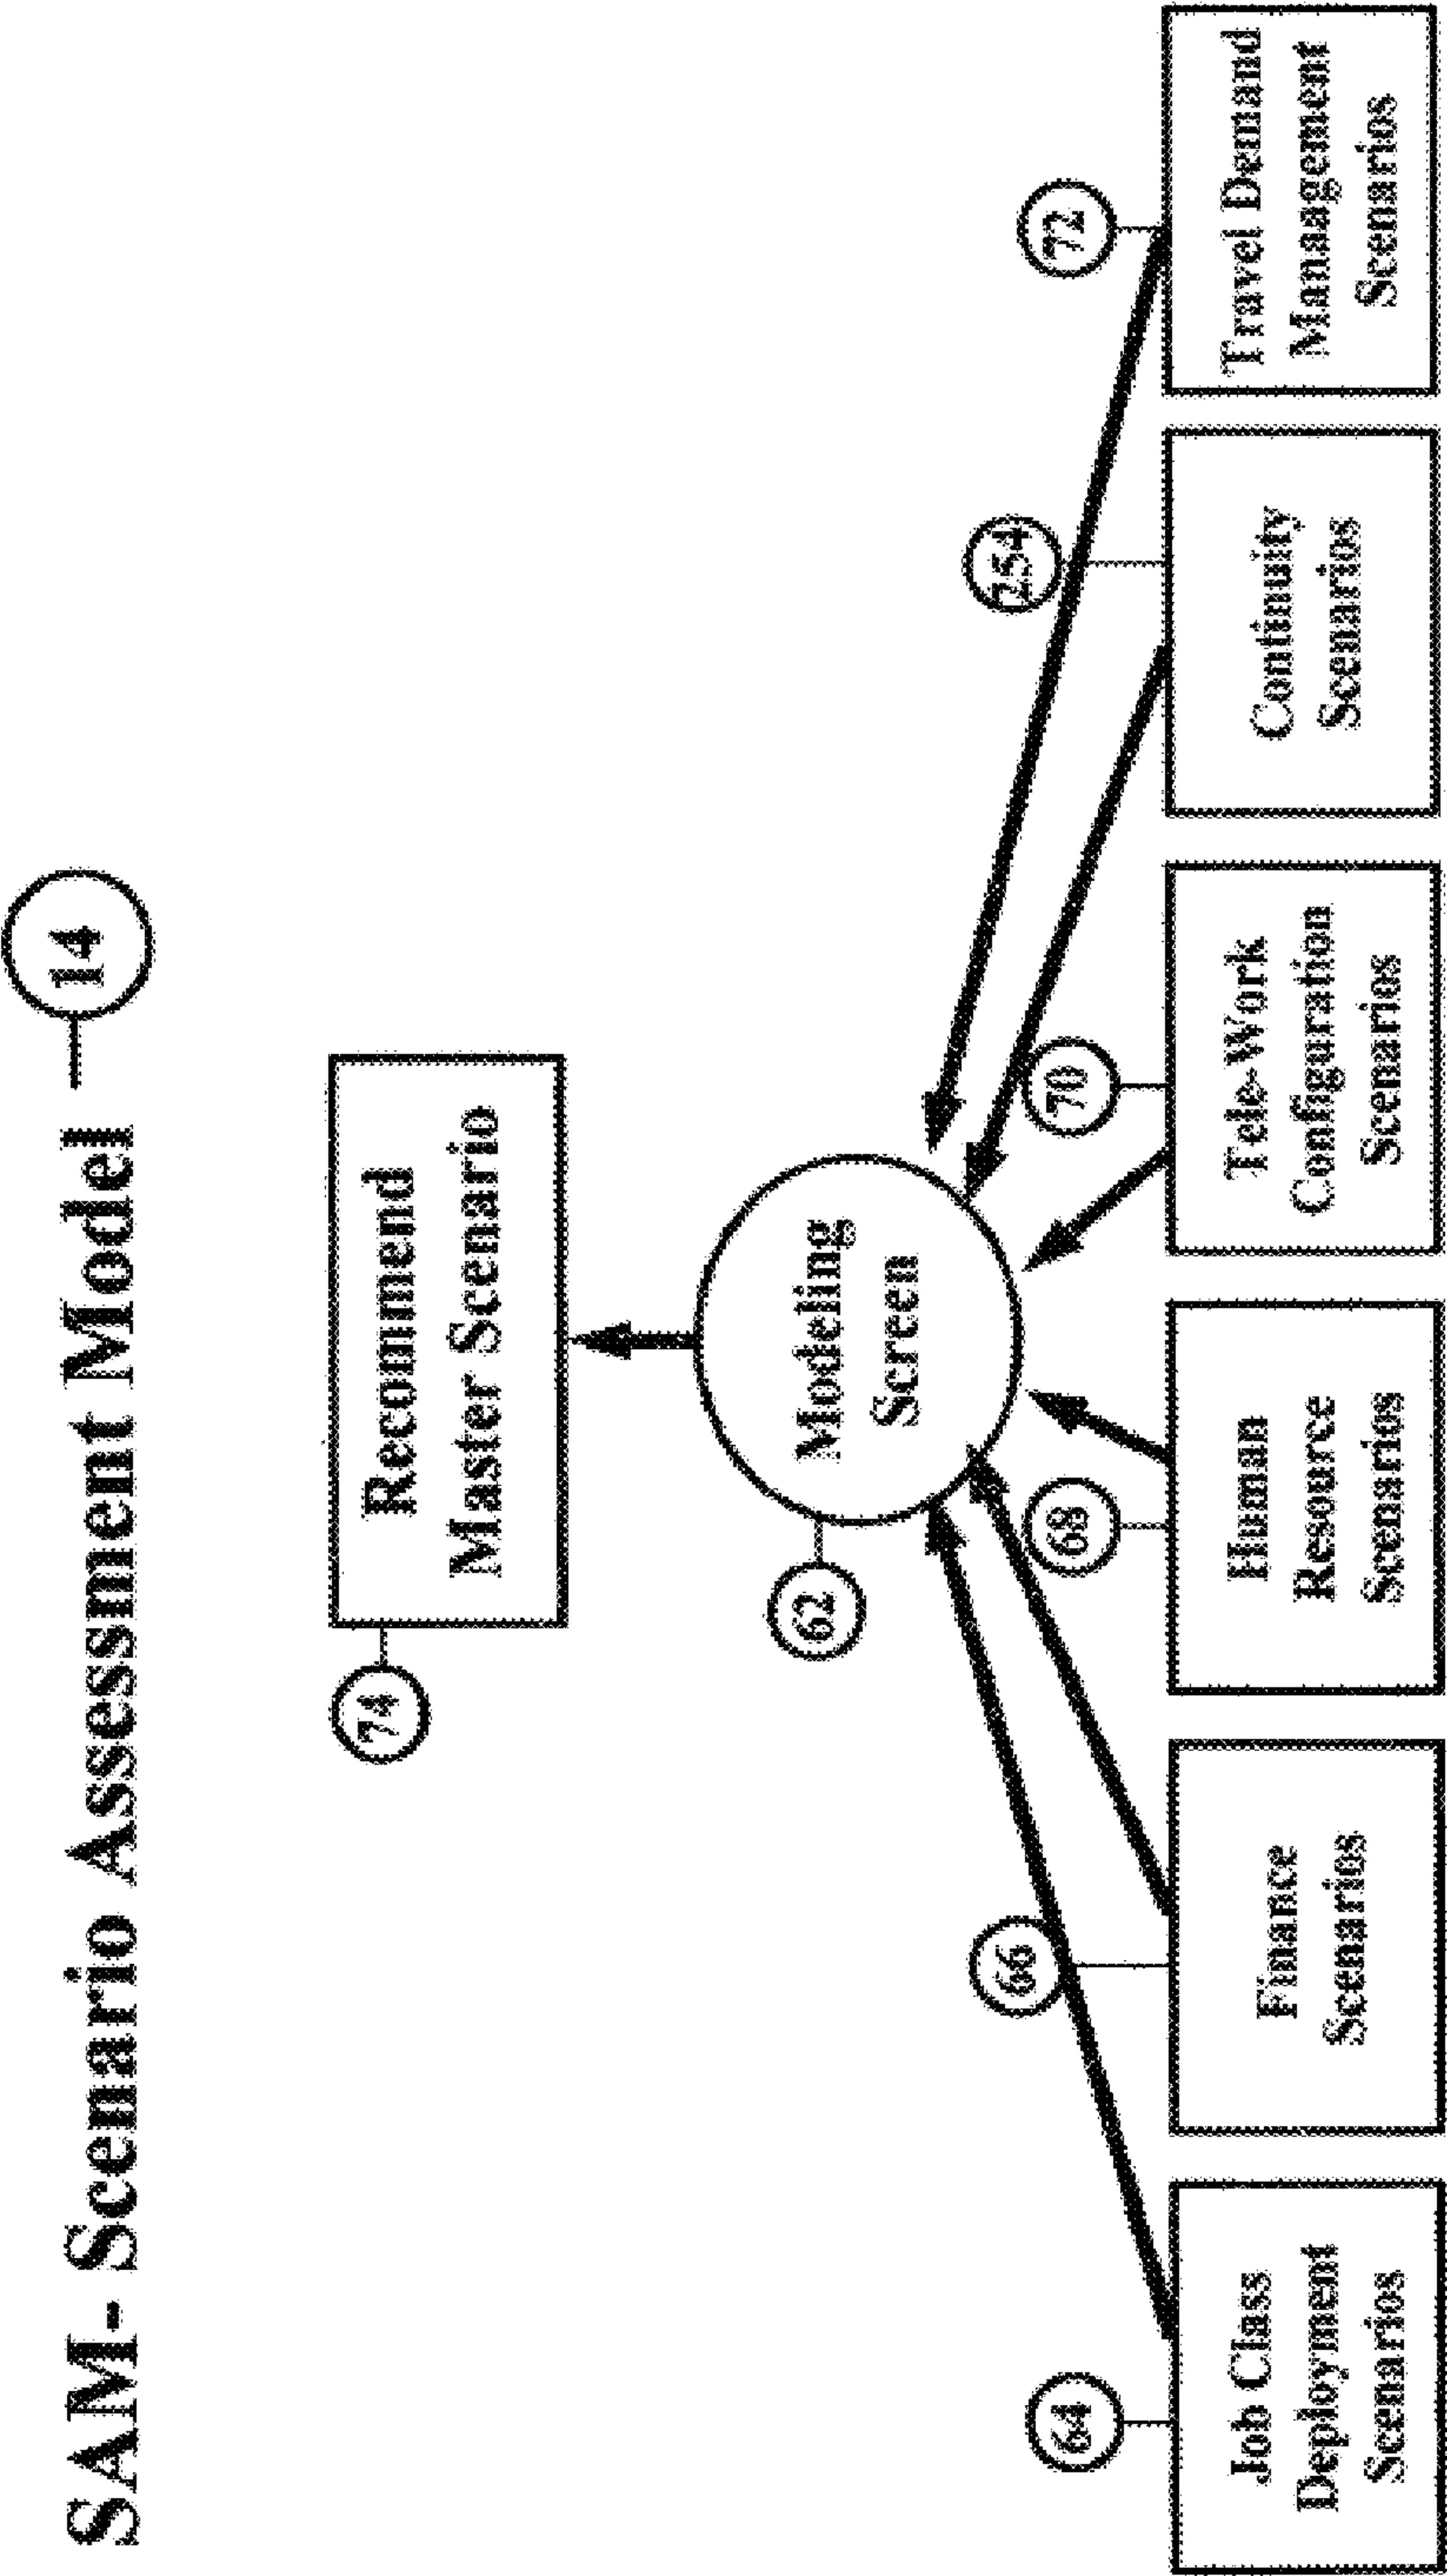 SAM- Scenario Assessment Model
14
Recommend
Master Scenario
74
Modeling
Screen
62
64
66
68
70
254
72
Job Class
Deployment
Scenarios
Finance
Scenarios
Human
Resource
Scenarios
Tele-Work
Configuration
Scenarios
Continuity
Scenarios
Travel Demand
Management
Scenarios